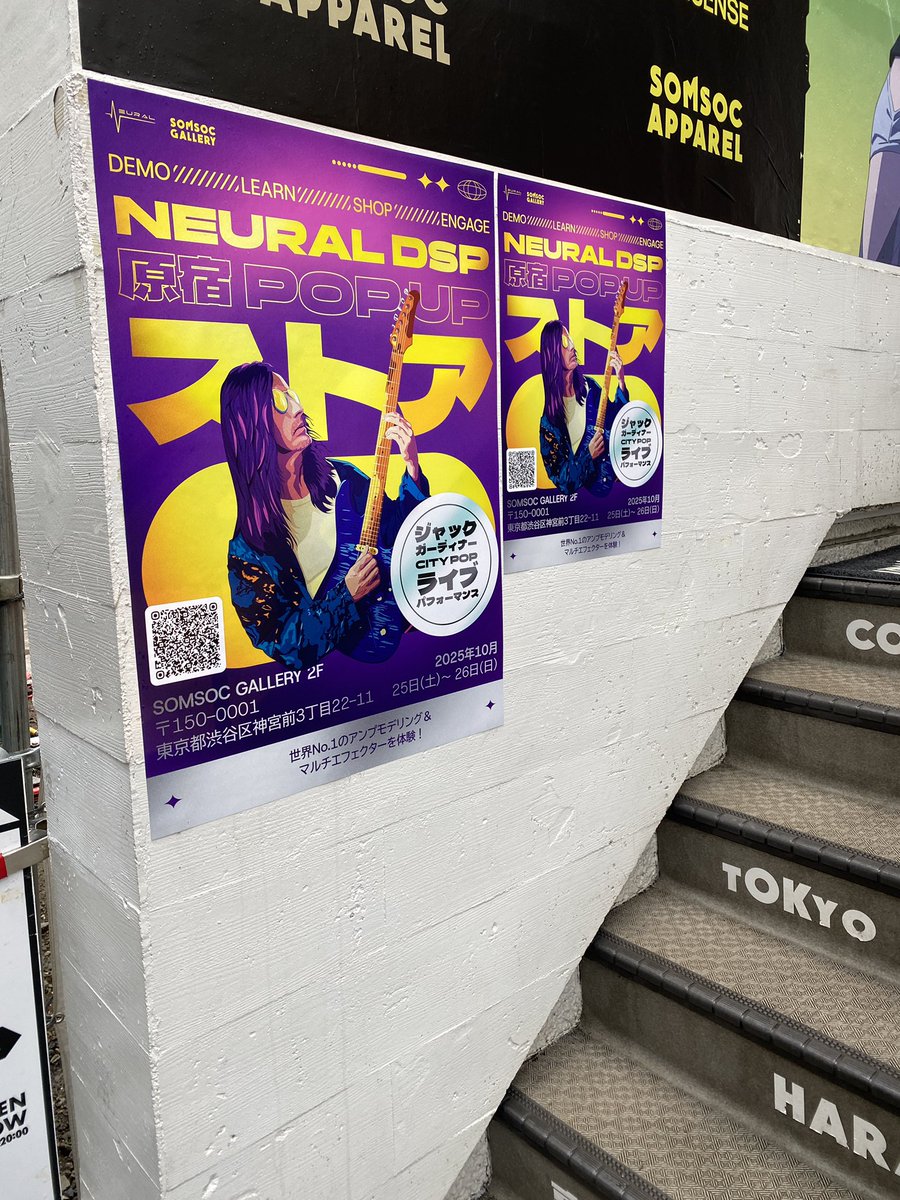 APPAREL
SENSE
SOMSOC
APPAREL
EURAL
SOMSOC
GALLERY
DEMO/////////LEARN/////////SHOP///////ENGAGE
NEURAL DSP
原宿 POP UP
ストア
ジャック
ガーディナー
CITY POP
ライブ
パフォーマンス
SOMSOC GALLERY 2F
〒150-0001
東京都渋谷区神宮前3丁目22-11
2025年10月
25日(土)~ 26日(日)
世界No.1のアンプモデリング&
マルチエフェクターを体験!
SOMSOC
GALLERY
DEMO/////////LEARN/////////SHOP///////ENGAGE
NEURAL DSP
原宿 POP UP
ストア
ジャック
ガーディナー
CITY POP
ライブ
パフォーマンス
SOMSOC GALLERY 2F
〒150-0001
東京都渋谷区神宮前3丁目22-11
2025年10月
25日(土)~ 26日(日)
世界No.1のアンプモデリング&
マルチエフェクターを体験!
CO
TOKYO
HARA
EN
OW
20:00